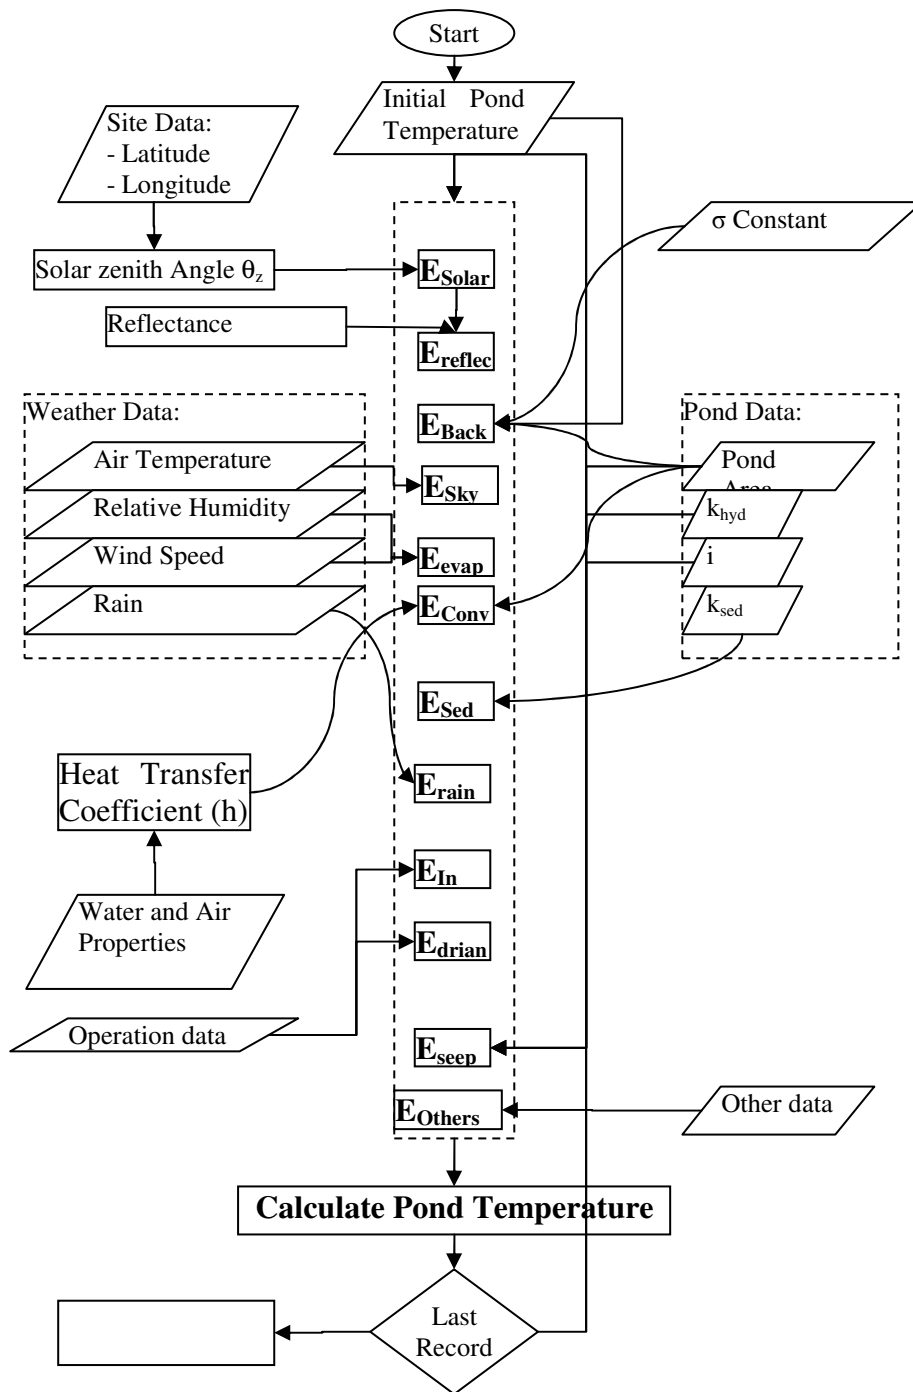 Start
Initial Pond
Temperature
Site Data:
- Latitude
- Longitude
σ Constant
Solar zenith Angle θz
ESolar
Reflectance
Ereflec
Weather Data:
Pond Data:
EBack
Air Temperature
Pond
Area
ESky
Relative Humidity
khyd
Wind Speed
Eevap
i
Rain
EConv
ksed
ESed
Heat Transfer
Coefficient (h)
Erain
EIn
Water and Air
Properties
Edrian
Operation data
Eseep
EOthers
Other data
Calculate Pond Temperature
Last
Record